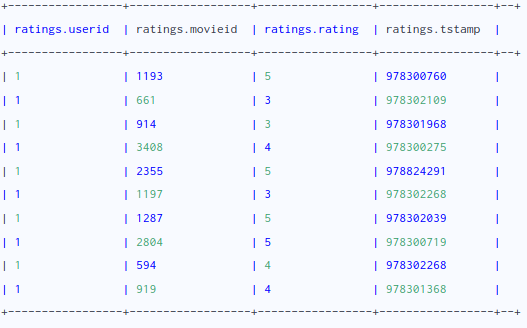 +-----------------+------------------+-----------------+-----------------+--+
| ratings.userid  | ratings.movieid  | ratings.rating  | ratings.tstamp  |
+-----------------+------------------+-----------------+-----------------+--+
| 1               | 1193             | 5               | 978300760       |
| 1               | 661              | 3               | 978302109       |
| 1               | 914              | 3               | 978301968       |
| 1               | 3408             | 4               | 978300275       |
| 1               | 2355             | 5               | 978824291       |
| 1               | 1197             | 3               | 978302268       |
| 1               | 1287             | 5               | 978302039       |
| 1               | 2804             | 5               | 978300719       |
| 1               | 594              | 4               | 978302268       |
| 1               | 919              | 4               | 978301368       |
+-----------------+------------------+-----------------+-----------------+--+